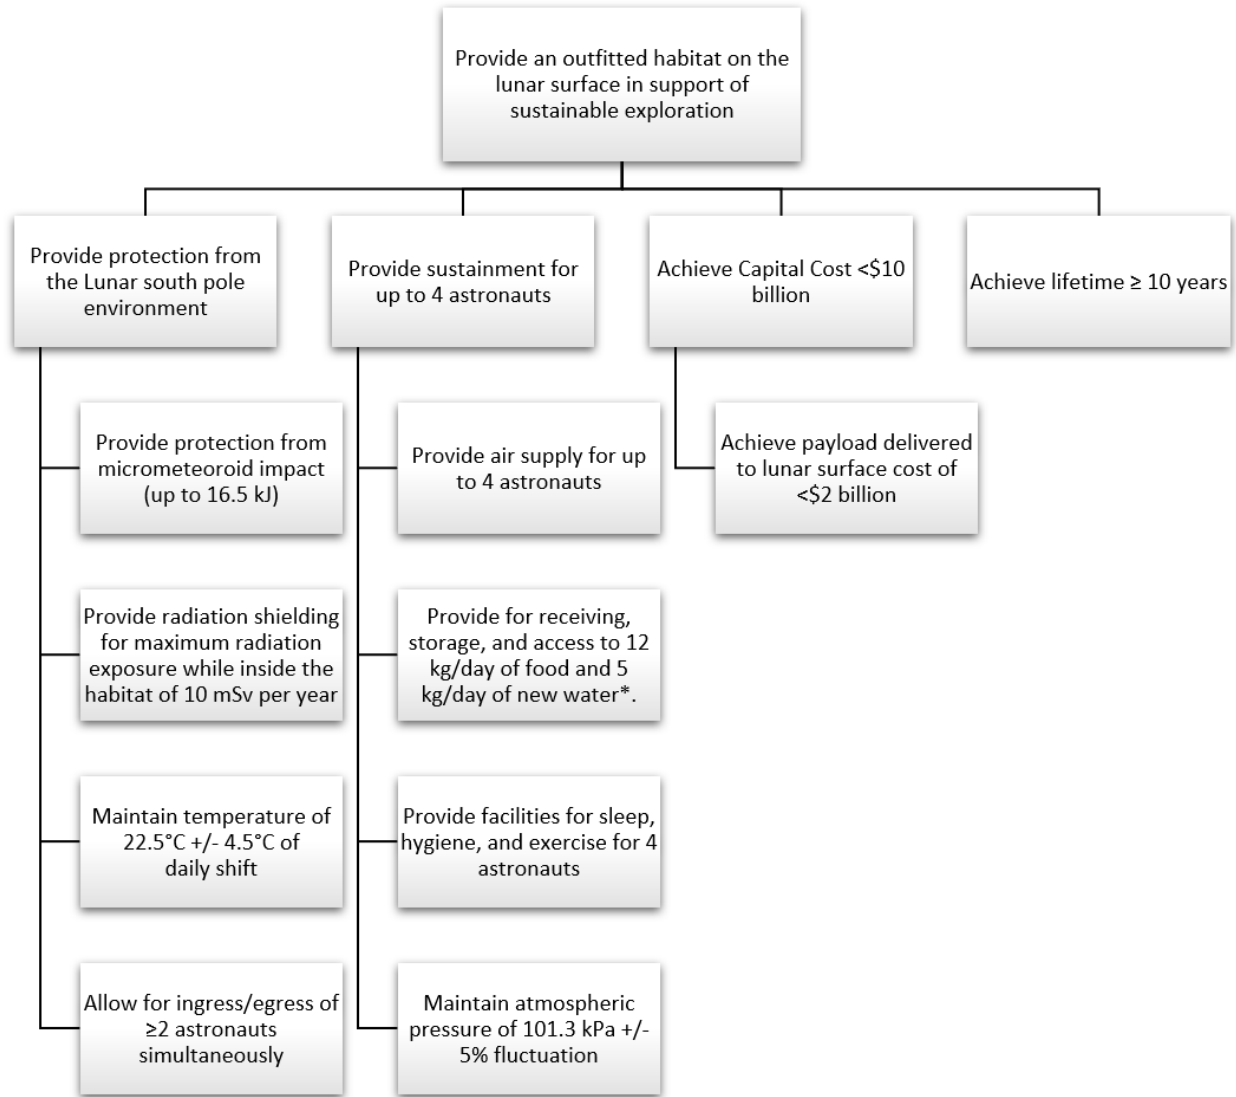 Provide an outfitted habitat on the
lunar surface in support of
sustainable exploration
Provide protection from
the Lunar south pole
environment
Provide sustainment for
up to 4 astronauts
Achieve Capital Cost <$10
billion
Achieve lifetime ≥ 10 years
Provide protection from
micrometeoroid impact
(up to 16.5 kJ)
Provide air supply for up
to 4 astronauts
Achieve payload delivered
to lunar surface cost of
<$2 billion
Provide radiation shielding
for maximum radiation
exposure while inside the
habitat of 10 mSv per year
Provide for receiving,
storage, and access to 12
kg/day of food and 5
kg/day of new water*.
Maintain temperature of
22.5°C +/- 4.5°C of
daily shift
Provide facilities for sleep,
hygiene, and exercise for 4
astronauts
Allow for ingress/egress of
≥2 astronauts
simultaneously
Maintain atmospheric
pressure of 101.3 kPa +/-
5% fluctuation